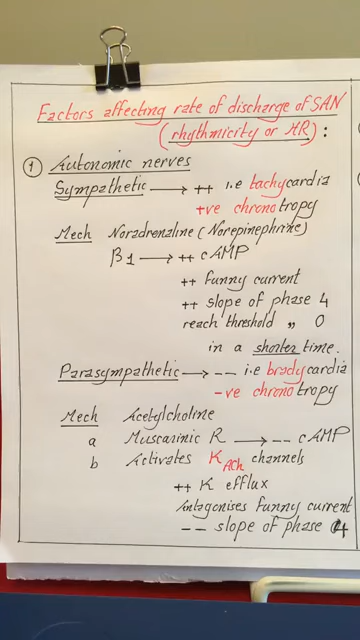 Factors affecting rate of discharge of SAN
(rhythmicity or HR):
① Autonomic nerves
Sympathetic → ++ i.e tachycardia
+ve chronotropy
Mech Noradrenaline (Norepinephrine)
β1 → ++ cAMP
++ funny current
++ slope of phase 4
reach threshold „ 0
in a shorter time.
Parasympathetic → -- i.e bradycardia
-ve chronotropy
Mech Acetylcholine
a Muscarinic R → -- cAMP
b Activates K ACh channels
++ K efflux
Antagonises funny current
-- slope of phase 4